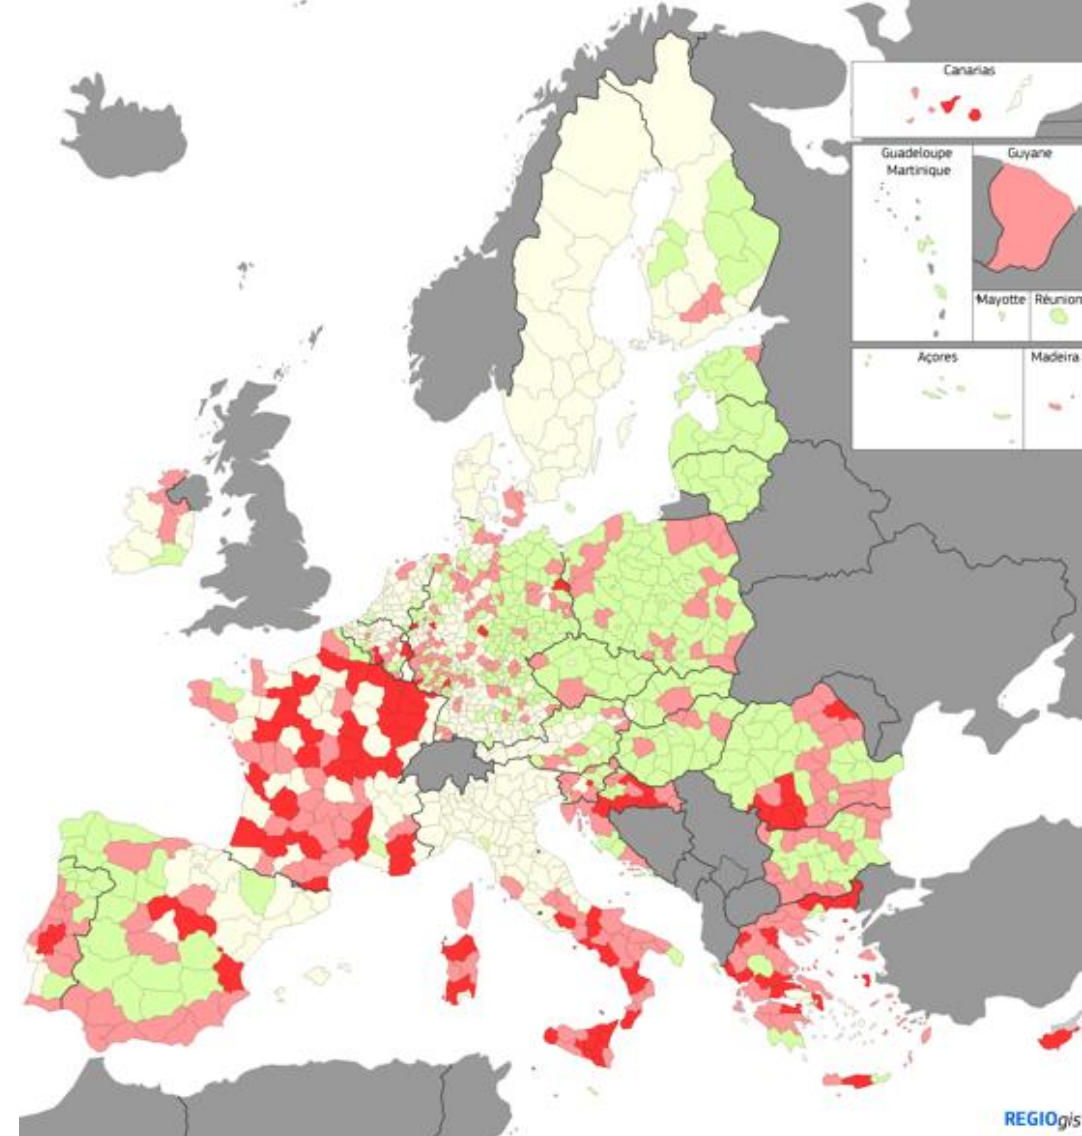 Canarias
Guadeloupe
Martinique
Guyane
Mayotte
Réunion
Açores
Madeira
REGIOgis